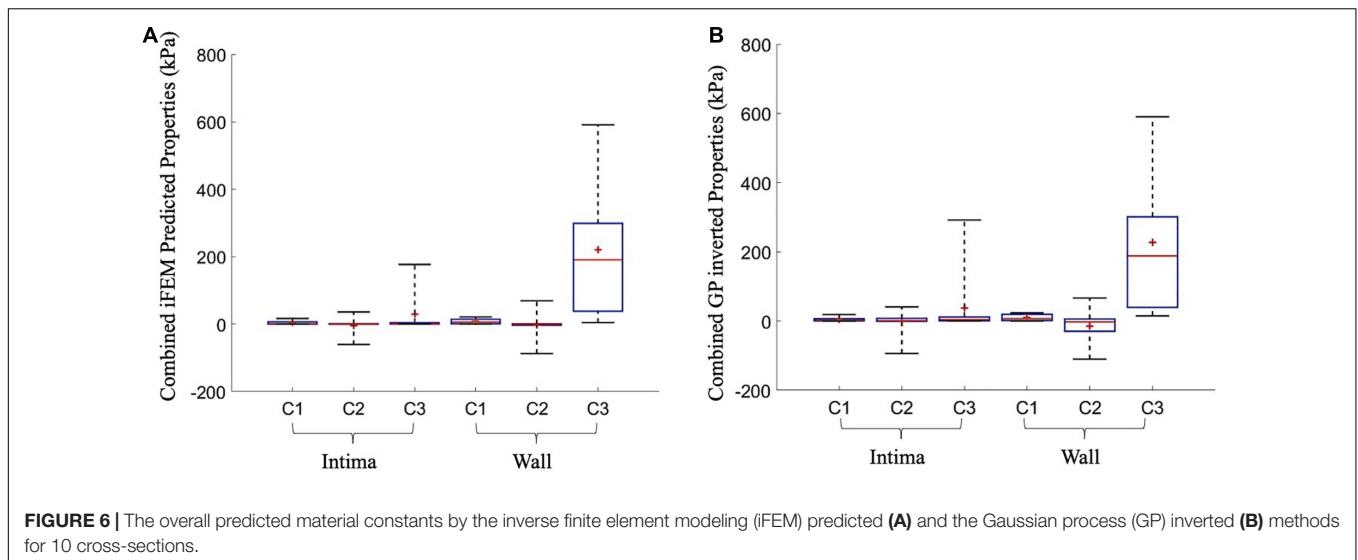 A
Combined iFEM Predicted Properties (kPa)
800
600
400
200
0
-200
C1 C2 C3 C1 C2 C3
Intima Wall
B
Combined GP inverted Properties (kPa)
800
600
400
200
0
-200
C1 C2 C3 C1 C2 C3
Intima Wall
FIGURE 6 | The overall predicted material constants by the inverse finite element modeling (iFEM) predicted (A) and the Gaussian process (GP) inverted (B) methods
for 10 cross-sections.